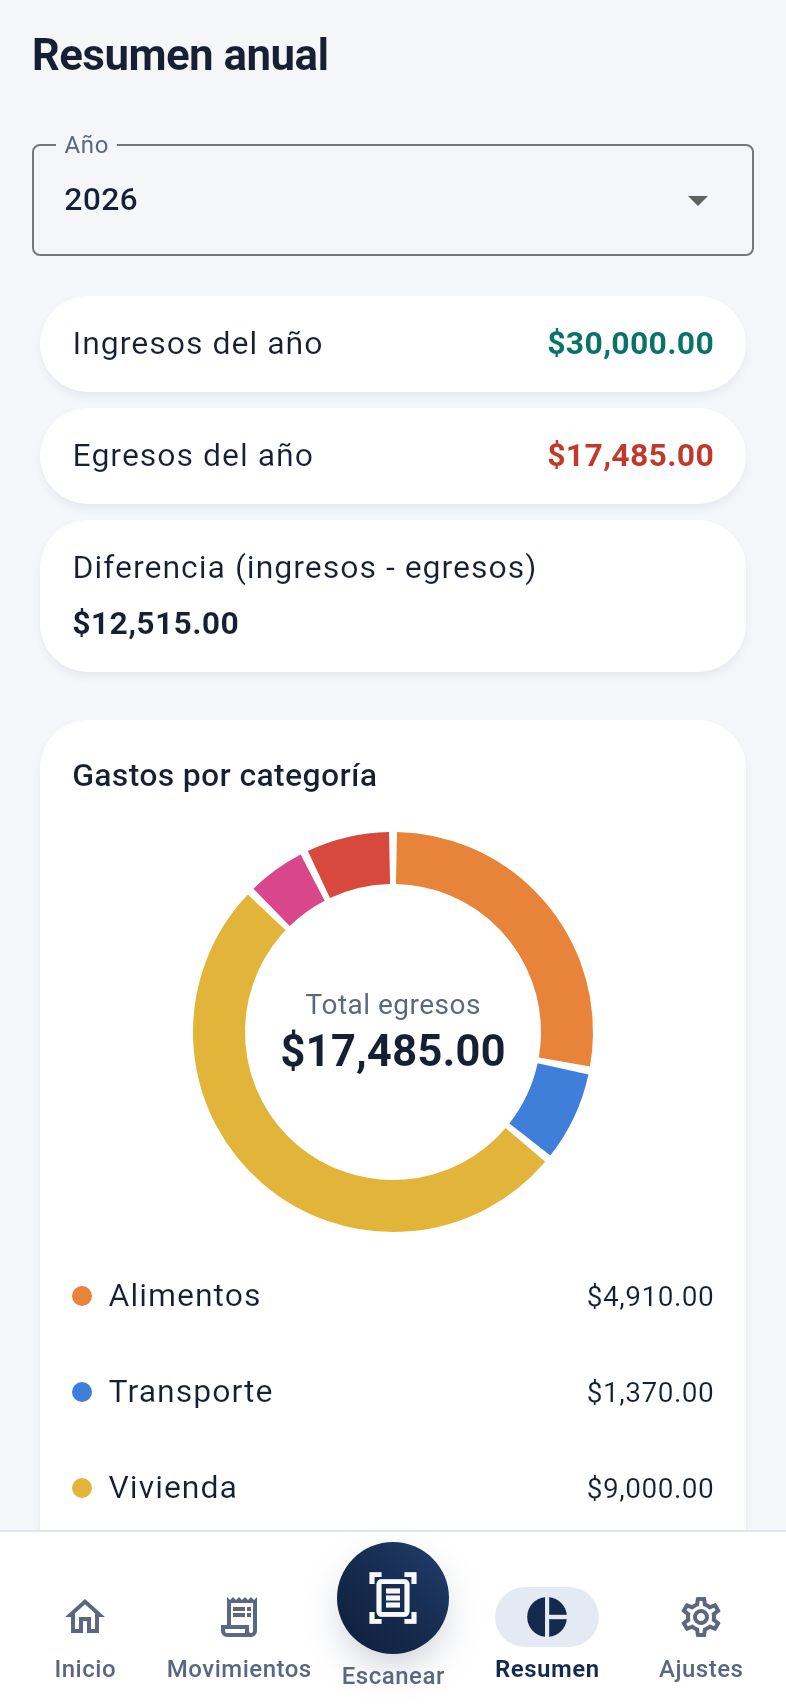 Resumen anual
Año
2026
Ingresos del año $30,000.00
Egresos del año $17,485.00
Diferencia (ingresos - egresos)
$12,515.00
Gastos por categoría
Total egresos
$17,485.00
Alimentos $4,910.00
Transporte $1,370.00
Vivienda $9,000.00
Inicio Movimientos Escanear Resumen Ajustes